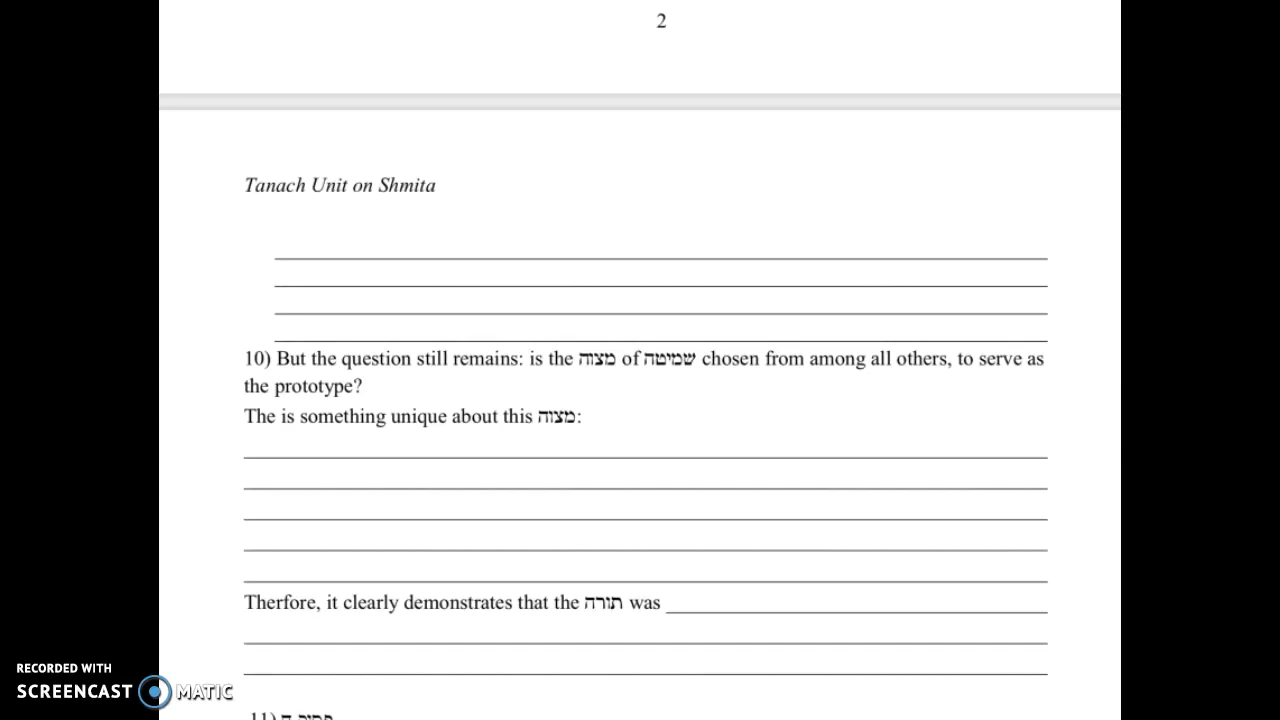 2
Tanach Unit on Shmita
10) But the question still remains: is the מצוה of שמיטה chosen from among all others, to serve as
the prototype?
The is something unique about this מצוה:
Therfore, it clearly demonstrates that the תורה was
RECORDED WITH
SCREENCAST MATIC
11)